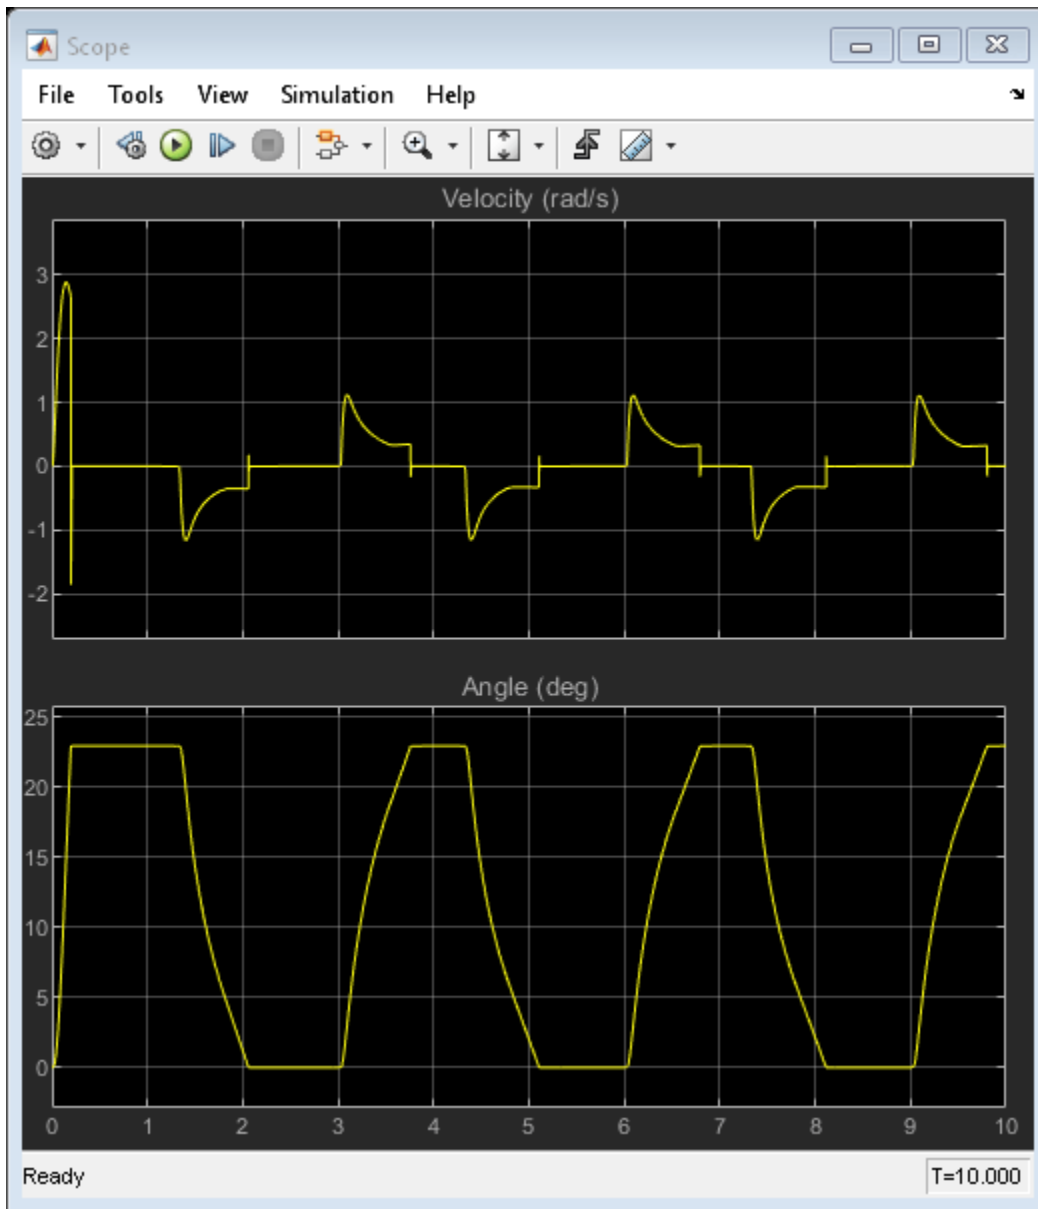 Scope
File Tools View Simulation Help
Velocity (rad/s)
3
2
1
0
-1
-2
Angle (deg)
25
20
15
10
5
0
0 1 2 3 4 5 6 7 8 9 10
Ready T=10.000